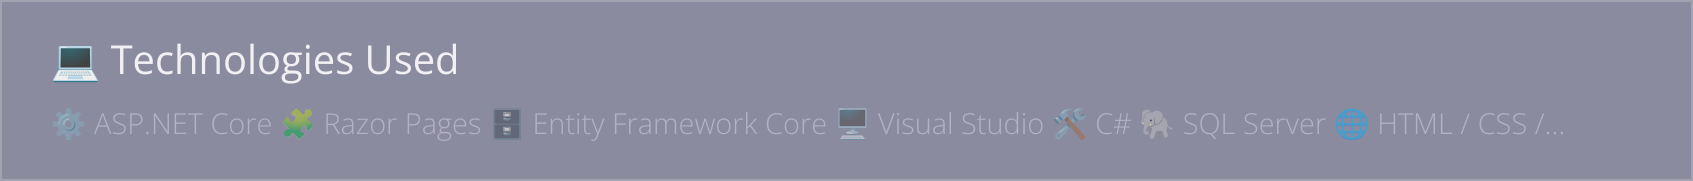 💻 Technologies Used
⚙️ ASP.NET Core 🧩 Razor Pages 🗄️ Entity Framework Core 🖥️ Visual Studio 🛠️ C# 🐘 SQL Server 🌐 HTML / CSS /...